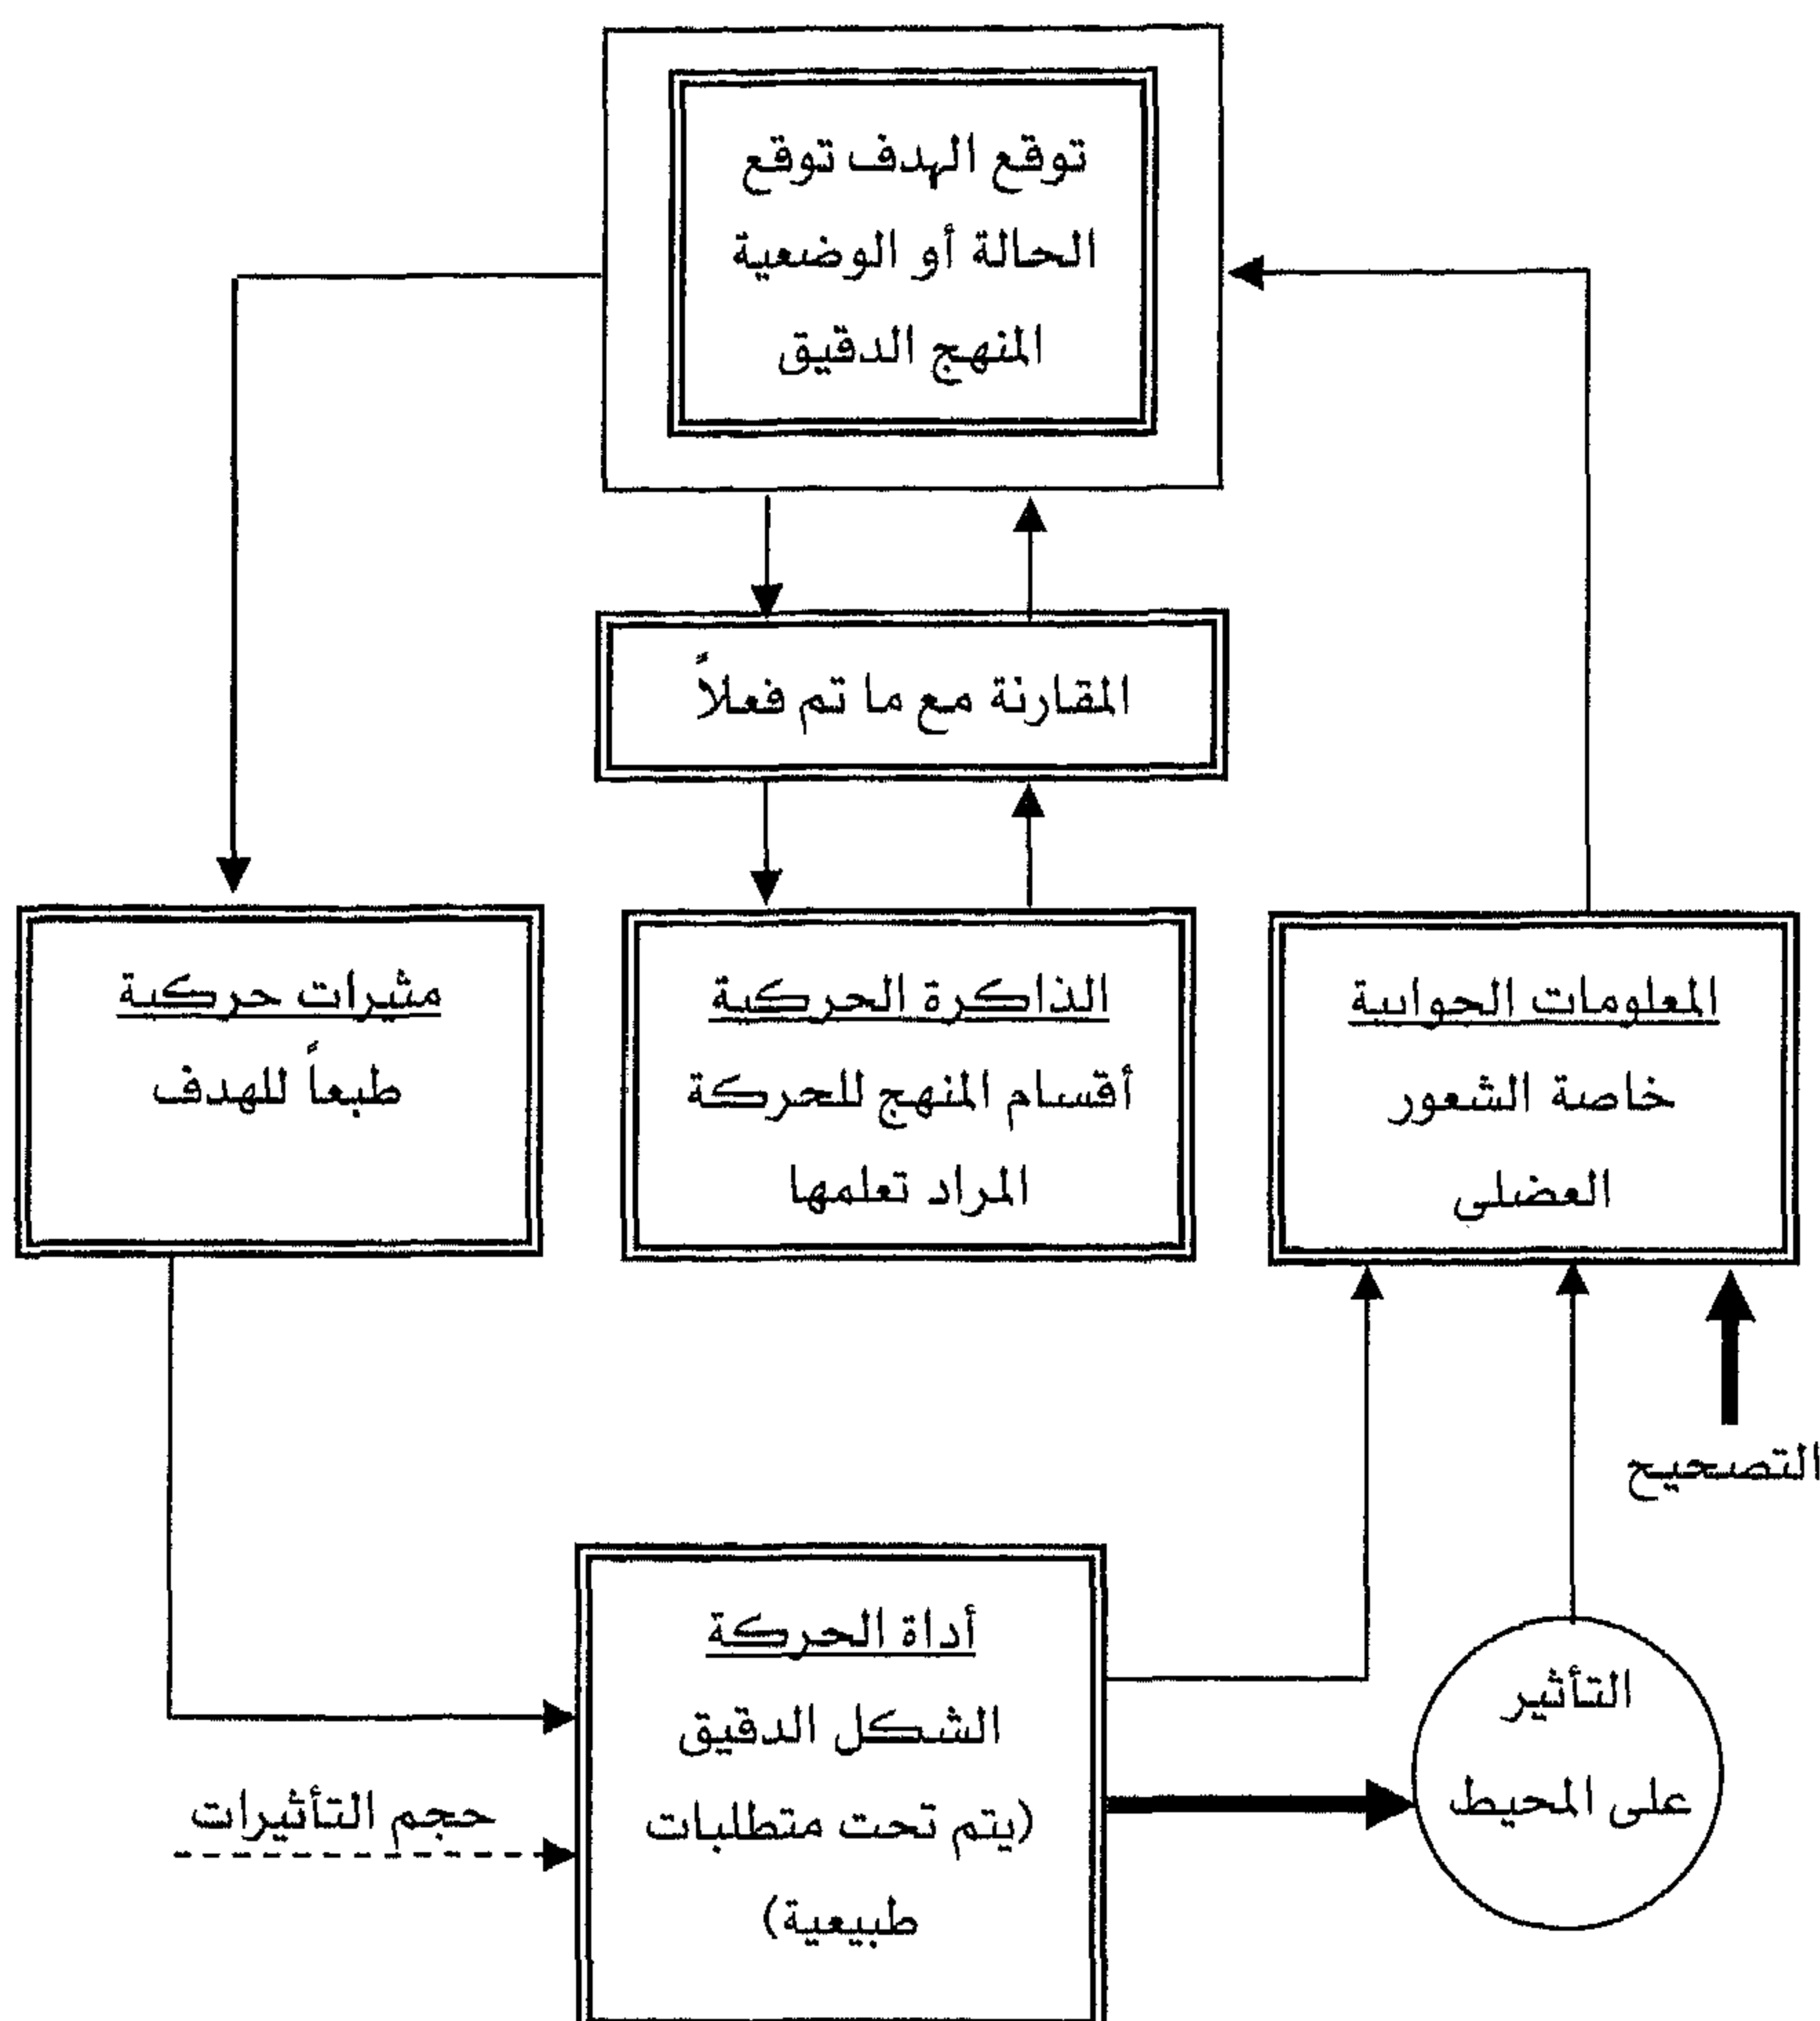 توقع الهدف توقع
الحالة أو الوضعية
المنهج الدقيق
المقارنة مع ما تم فعلاً
المعلومات الحوابية
خاصة الشعور
العضلى
الذاكرة الحركية
أقسام المنهج للحركة
المراد تعلمها
مثيرات حركية
طبعاً للهدف
التصحيح
أداة الحركة
الشكل الدقيق
(يتم تحت متطلبات
طبيعية)
حجم التأثيرات
التأثير
على المحيط